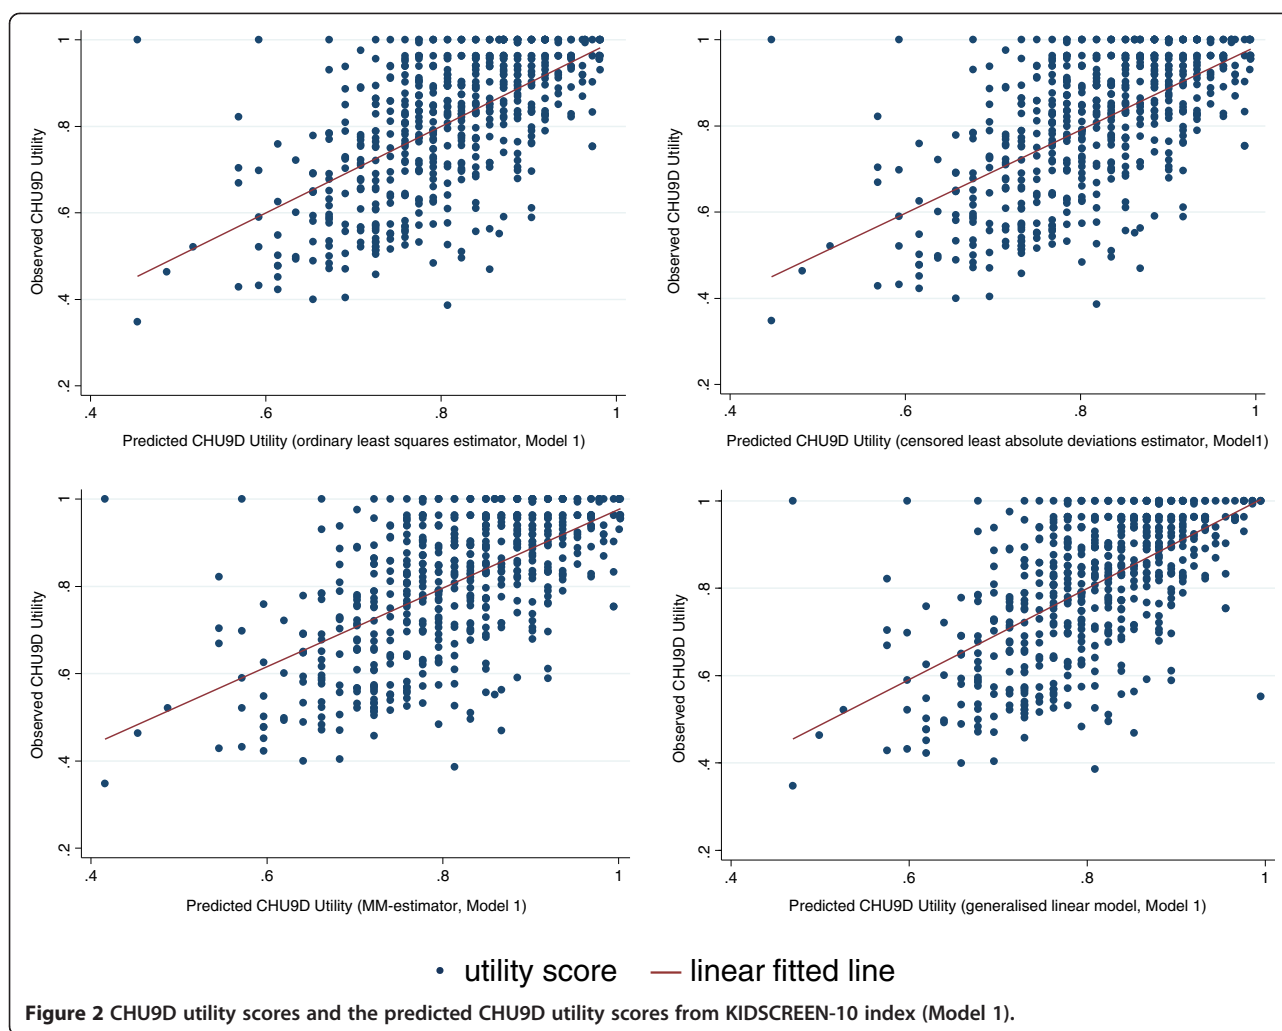 1
.8
.6
.4
.2
Observed CHU9D Utility
.4 .6 .8 1
Predicted CHU9D Utility (ordinary least squares estimator, Model 1)
1
.8
.6
.4
.2
Observed CHU9D Utility
.4 .6 .8 1
Predicted CHU9D Utility (censored least absolute deviations estimator, Model1)
1
.8
.6
.4
.2
Observed CHU9D Utility
.4 .6 .8 1
Predicted CHU9D Utility (MM-estimator, Model 1)
1
.8
.6
.4
.2
Observed CHU9D Utility
.4 .6 .8 1
Predicted CHU9D Utility (generalised linear model, Model 1)
utility score linear fitted line
Figure 2 CHU9D utility scores and the predicted CHU9D utility scores from KIDSCREEN-10 index (Model 1).